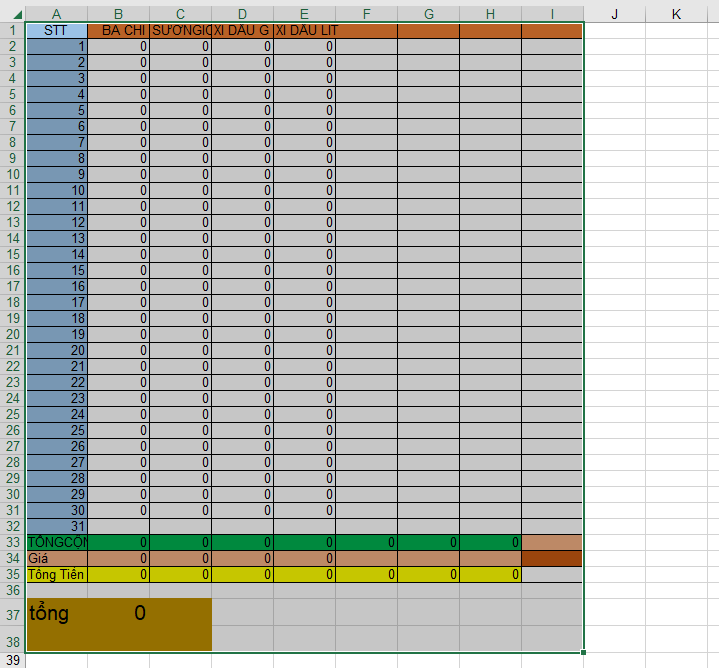 A B C D E F G H I J K
1 STT BA CHỈ SƯỜNGIỌ XÌ DẦU G XÌ DẦU LÍT
2 1 0 0 0 0
3 2 0 0 0 0
4 3 0 0 0 0
5 4 0 0 0 0
6 5 0 0 0 0
7 6 0 0 0 0
8 7 0 0 0 0
9 8 0 0 0 0
10 9 0 0 0 0
11 10 0 0 0 0
12 11 0 0 0 0
13 12 0 0 0 0
14 13 0 0 0 0
15 14 0 0 0 0
16 15 0 0 0 0
17 16 0 0 0 0
18 17 0 0 0 0
19 18 0 0 0 0
20 19 0 0 0 0
21 20 0 0 0 0
22 21 0 0 0 0
23 22 0 0 0 0
24 23 0 0 0 0
25 24 0 0 0 0
26 25 0 0 0 0
27 26 0 0 0 0
28 27 0 0 0 0
29 28 0 0 0 0
30 29 0 0 0 0
31 30 0 0 0 0
32 31
33 TỔNGCỘN 0 0 0 0 0 0 0
34 Giá 0 0 0 0
35 Tổng Tiền 0 0 0 0 0 0 0
36
37 tổng 0
38
39